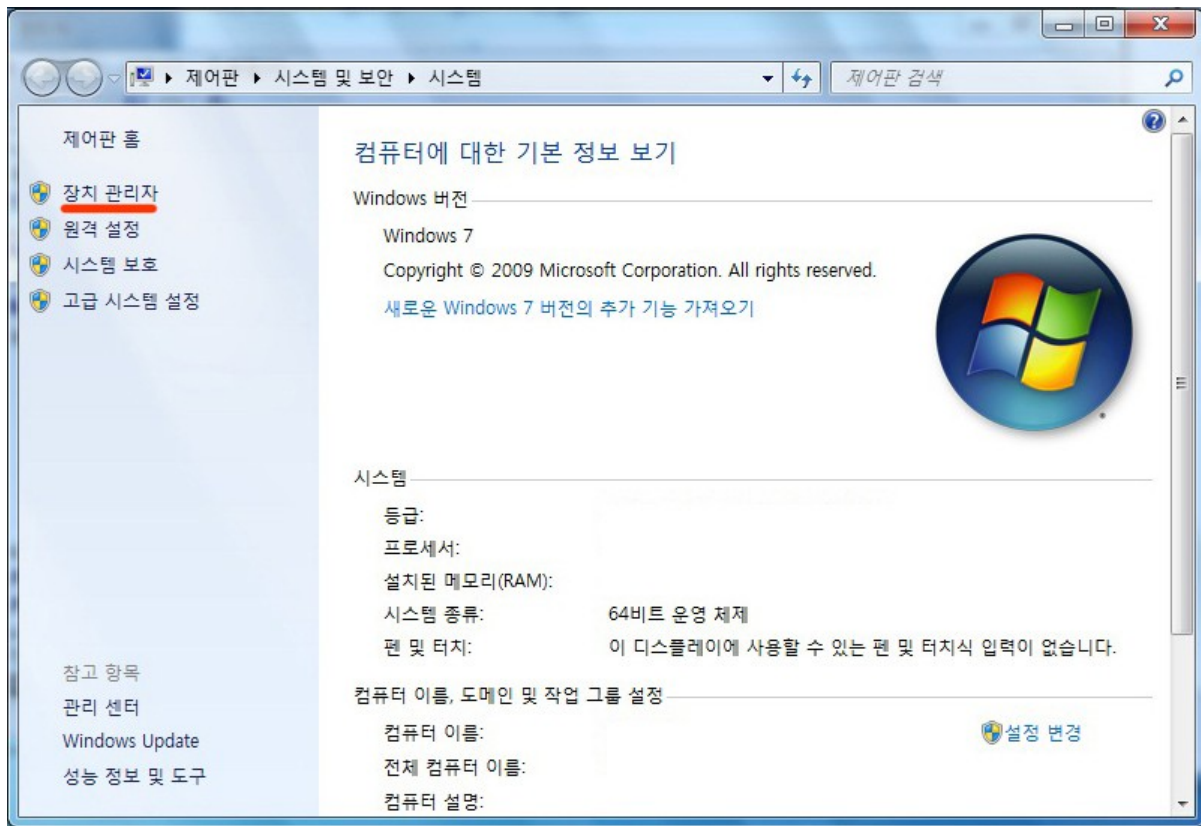 제어판 ▸ 시스템 및 보안 ▸ 시스템
제어판 검색
제어판 홈
장치 관리자
원격 설정
시스템 보호
고급 시스템 설정
참고 항목
관리 센터
Windows Update
성능 정보 및 도구
컴퓨터에 대한 기본 정보 보기
Windows 버전
Windows 7
Copyright © 2009 Microsoft Corporation. All rights reserved.
새로운 Windows 7 버전의 추가 기능 가져오기
시스템
등급:
프로세서:
설치된 메모리(RAM):
시스템 종류: 64비트 운영 체제
펜 및 터치: 이 디스플레이에 사용할 수 있는 펜 및 터치식 입력이 없습니다.
컴퓨터 이름, 도메인 및 작업 그룹 설정
컴퓨터 이름: 설정 변경
전체 컴퓨터 이름:
컴퓨터 설명: